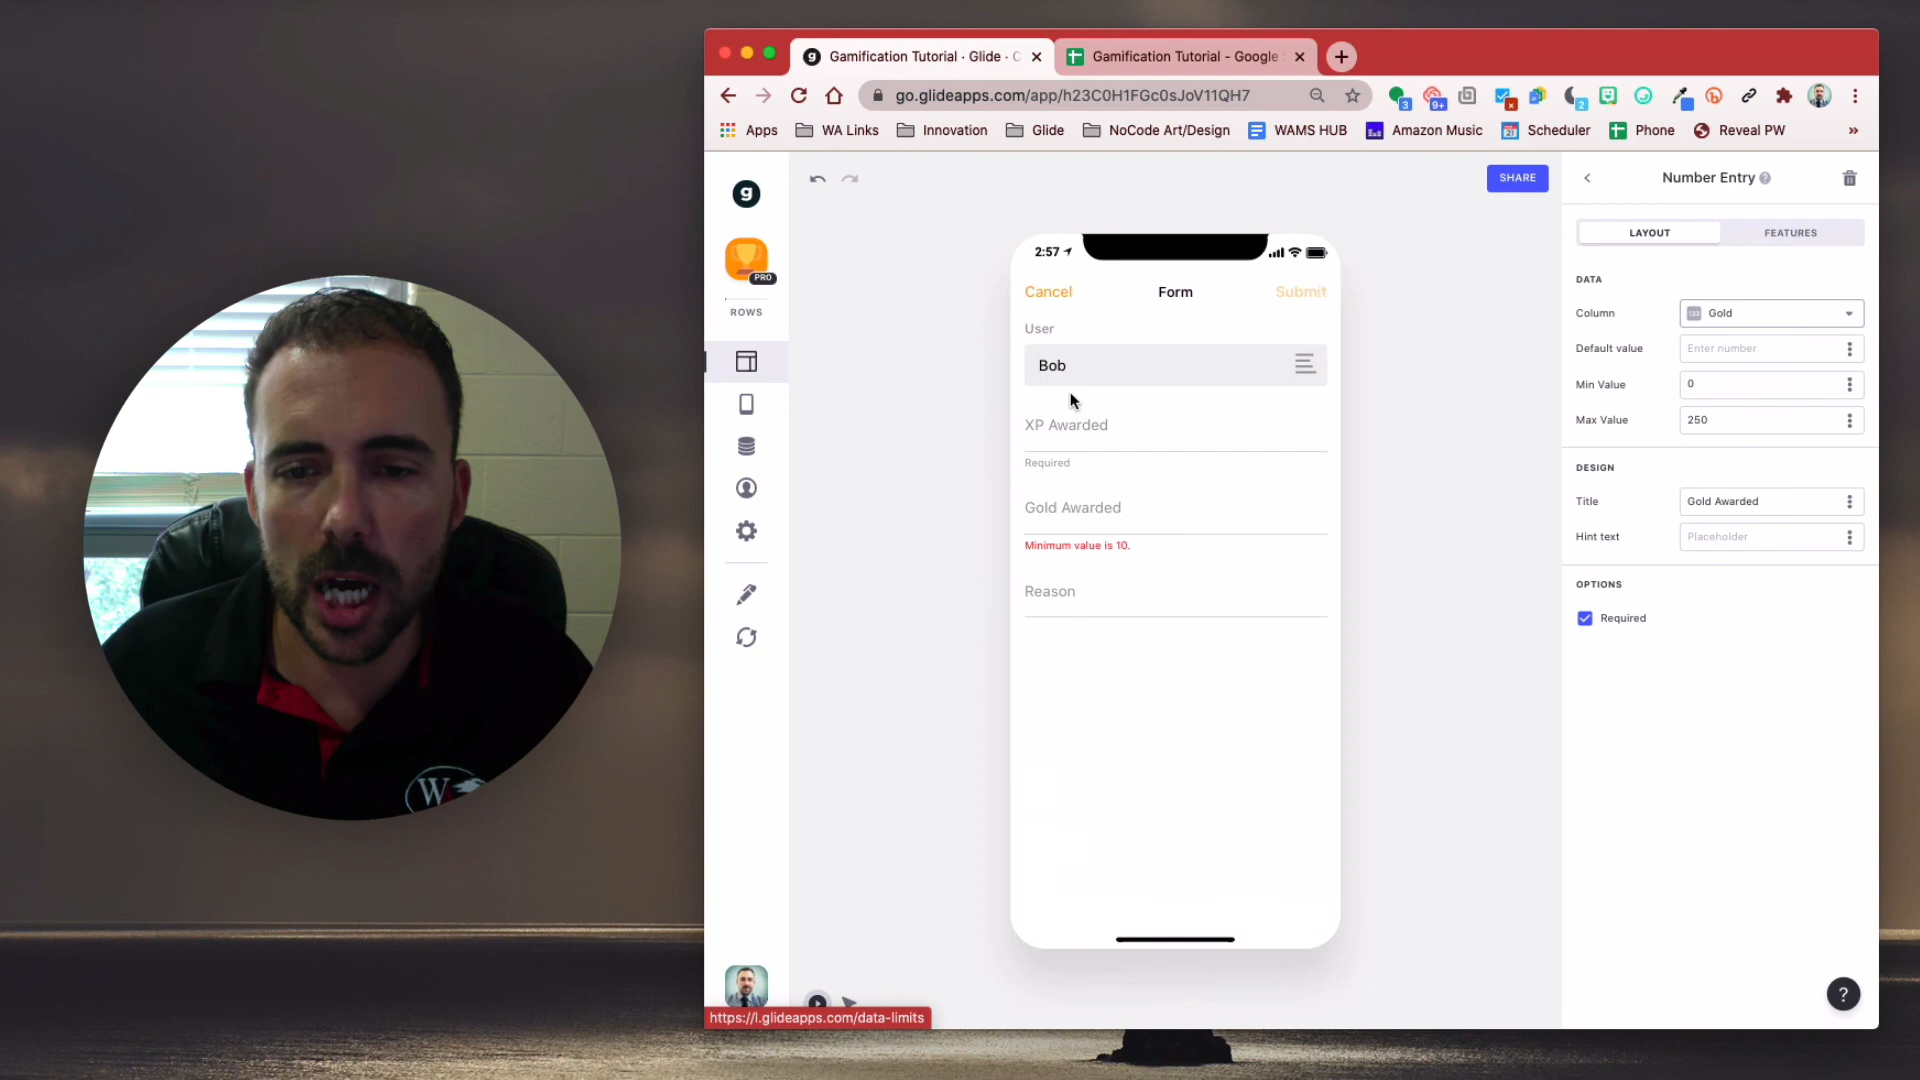 Gamification Tutorial · Glide · C
Gamification Tutorial - Google
go.glideapps.com/app/h23C0H1FGc0sJoV11QH7
3
9+
2
Apps
WA Links
Innovation
Glide
NoCode Art/Design
WAMS HUB
Amazon Music
Scheduler
Phone
Reveal PW
»
g
PRO
ROWS
SHARE
Number Entry
LAYOUT
FEATURES
DATA
Column
Gold
Default value
Enter number
Min Value
0
Max Value
250
DESIGN
Title
Gold Awarded
Hint text
Placeholder
OPTIONS
Required
2:57
Cancel
Form
Submit
User
Bob
XP Awarded
Required
Gold Awarded
Minimum value is 10.
Reason
W
?
https://l.glideapps.com/data-limits